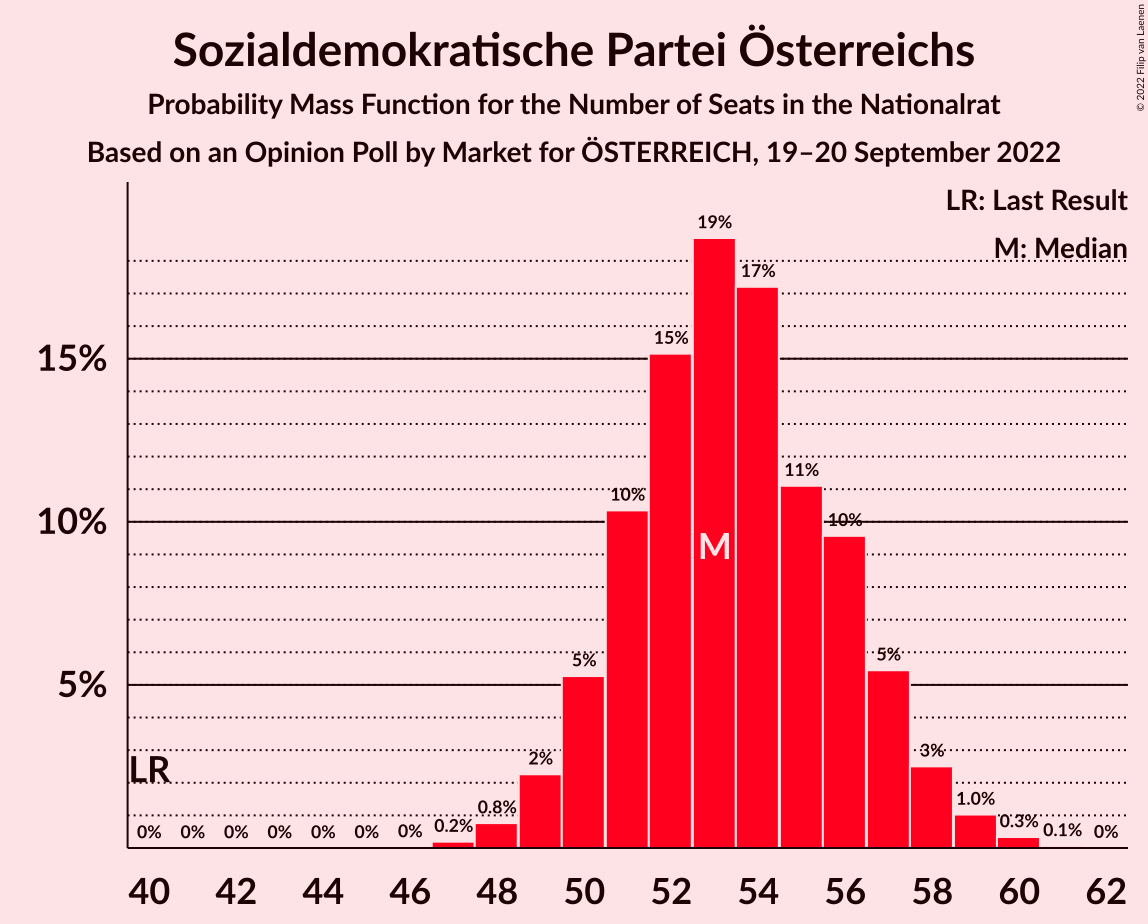 Sozialdemokratische Partei Österreichs
Probability Mass Function for the Number of Seats in the Nationalrat
Based on an Opinion Poll by Market for ÖSTERREICH, 19–20 September 2022
© 2022 Filip van Laenen
LR: Last Result
M: Median
15%
10%
5%
LR
M
0% 0% 0% 0% 0% 0% 0% 0.2% 0.8% 2% 5% 10% 15% 19% 17% 11% 10% 5% 3% 1.0% 0.3% 0.1% 0%
40 42 44 46 48 50 52 54 56 58 60 62